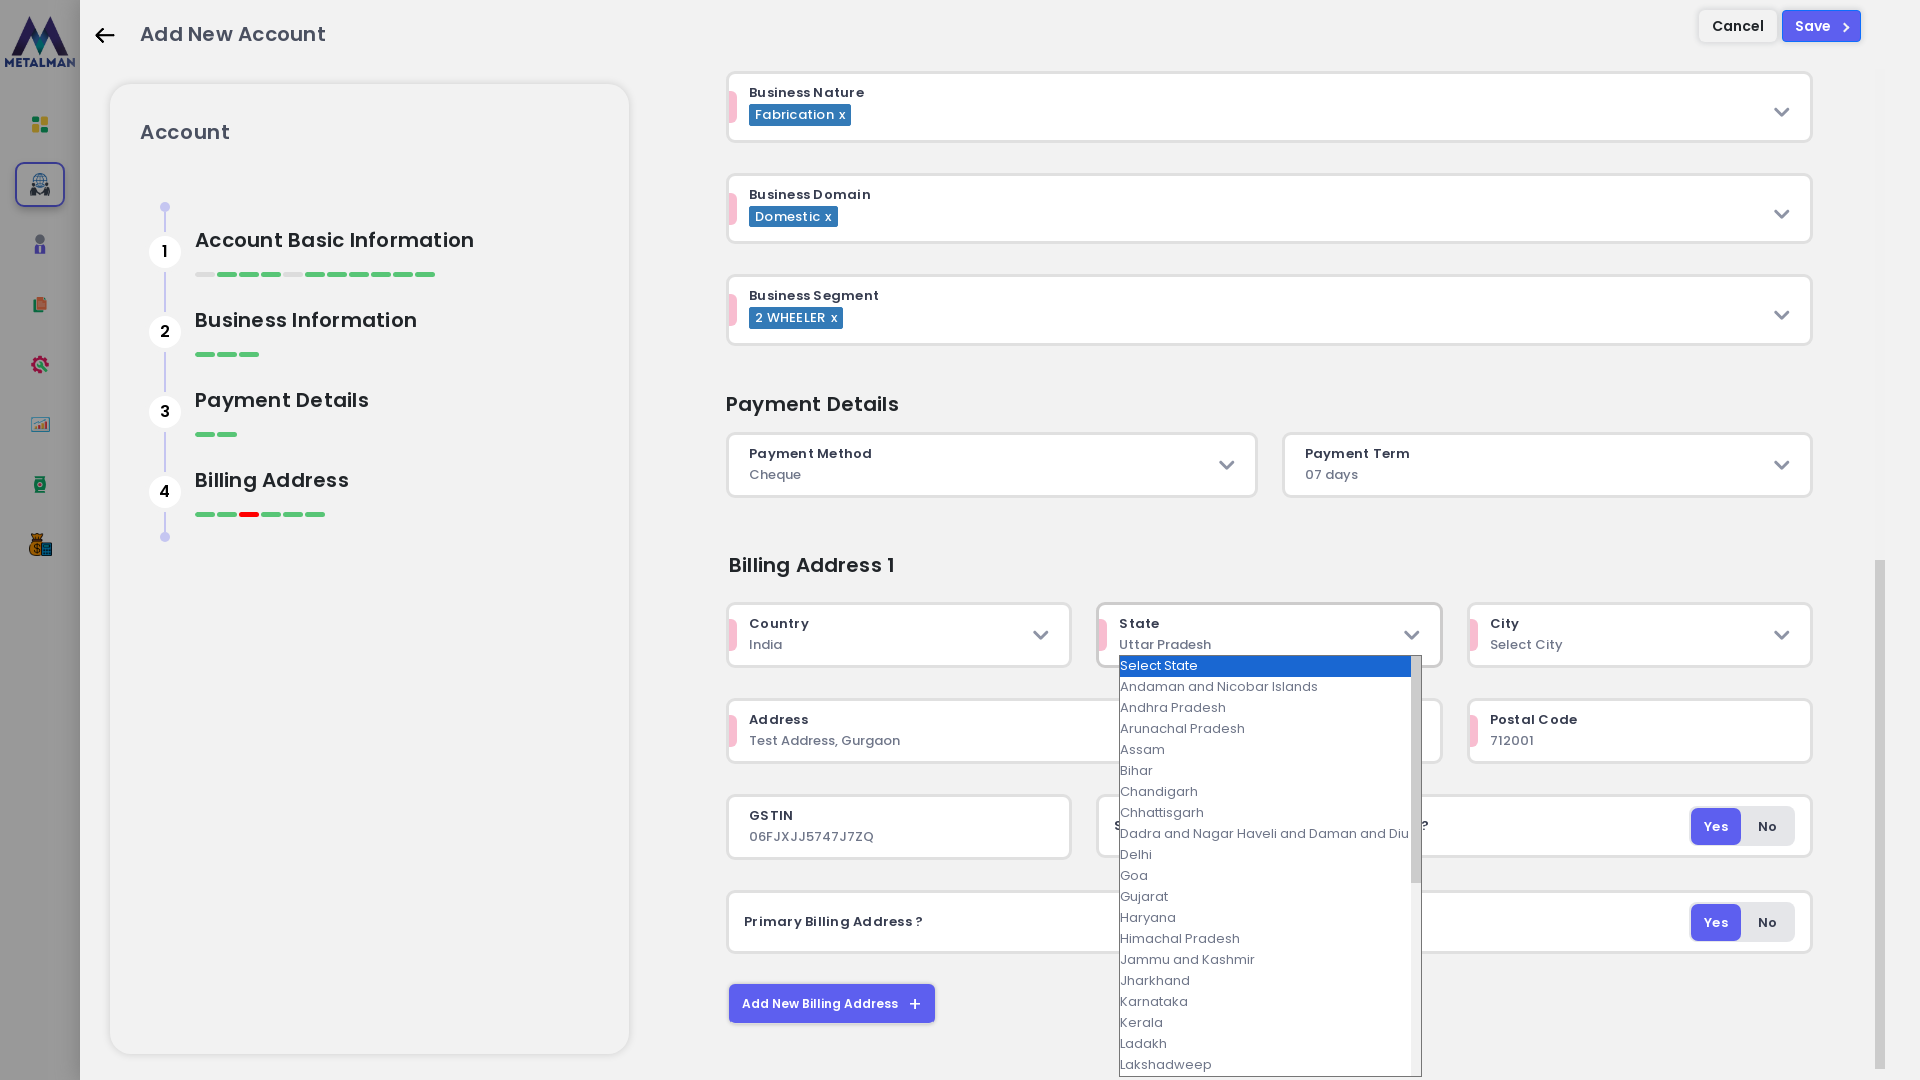 METALMAN
Add New Account
Cancel
Save
Account
1
Account Basic Information
2
Business Information
3
Payment Details
4
Billing Address
Business Nature
Fabrication x
Business Domain
Domestic x
Business Segment
2 WHEELER x
Payment Details
Payment Method
Cheque
Payment Term
07 days
Billing Address 1
Country
India
State
Uttar Pradesh
City
Select City
Select State
Andaman and Nicobar Islands
Andhra Pradesh
Arunachal Pradesh
Assam
Bihar
Chandigarh
Chhattisgarh
Dadra and Nagar Haveli and Daman and Diu
Delhi
Goa
Gujarat
Haryana
Himachal Pradesh
Jammu and Kashmir
Jharkhand
Karnataka
Kerala
Ladakh
Lakshadweep
Address
Test Address, Gurgaon
Postal Code
712001
GSTIN
06FJXJJ5747J7ZQ
?
Yes No
Primary Billing Address ?
Yes No
Add New Billing Address +